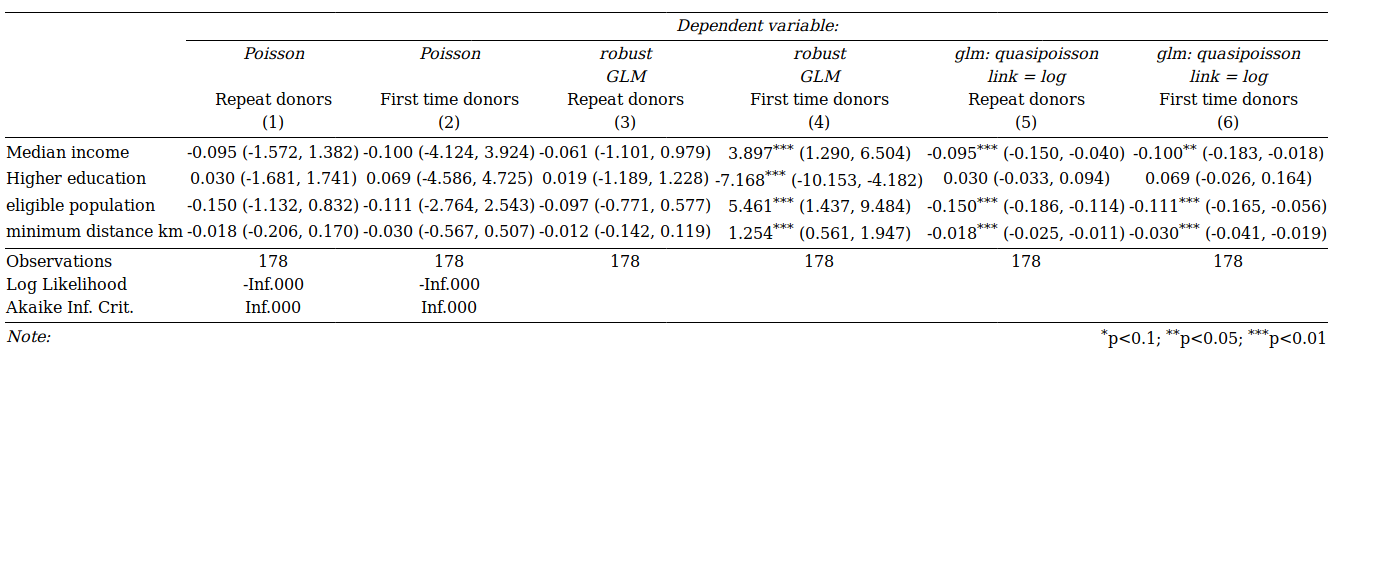 Dependent variable:
Poisson Poisson robust robust glm: quasipoisson glm: quasipoisson
GLM GLM link = log link = log
Repeat donors First time donors Repeat donors First time donors Repeat donors First time donors
(1) (2) (3) (4) (5) (6)
Median income -0.095 (-1.572, 1.382) -0.100 (-4.124, 3.924) -0.061 (-1.101, 0.979) 3.897*** (1.290, 6.504) -0.095*** (-0.150, -0.040) -0.100** (-0.183, -0.018)
Higher education 0.030 (-1.681, 1.741) 0.069 (-4.586, 4.725) 0.019 (-1.189, 1.228) -7.168*** (-10.153, -4.182) 0.030 (-0.033, 0.094) 0.069 (-0.026, 0.164)
eligible population -0.150 (-1.132, 0.832) -0.111 (-2.764, 2.543) -0.097 (-0.771, 0.577) 5.461*** (1.437, 9.484) -0.150*** (-0.186, -0.114) -0.111*** (-0.165, -0.056)
minimum distance km -0.018 (-0.206, 0.170) -0.030 (-0.567, 0.507) -0.012 (-0.142, 0.119) 1.254*** (0.561, 1.947) -0.018*** (-0.025, -0.011) -0.030*** (-0.041, -0.019)
Observations 178 178 178 178 178 178
Log Likelihood -Inf.000 -Inf.000
Akaike Inf. Crit. Inf.000 Inf.000
Note: *p<0.1; **p<0.05; ***p<0.01